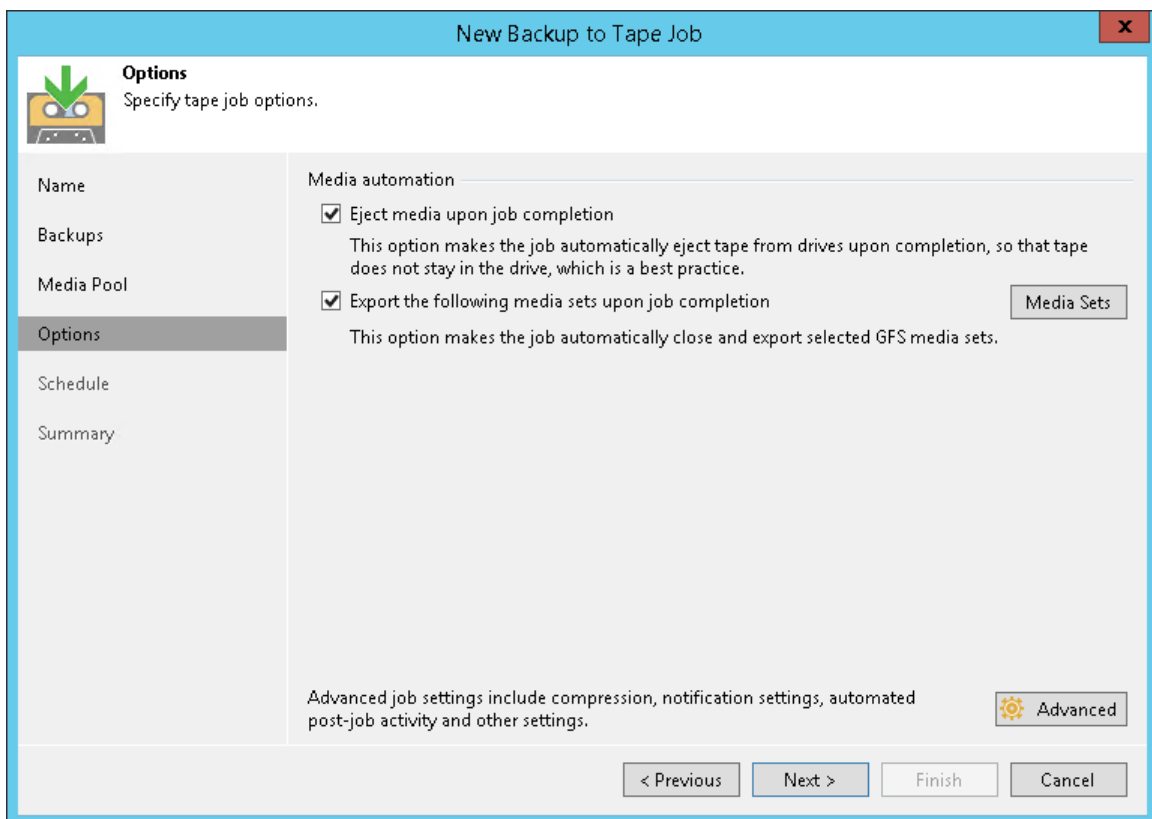 New Backup to Tape Job
x
Options
Specify tape job options.
Name
Backups
Media Pool
Options
Schedule
Summary
Media automation
Eject media upon job completion
This option makes the job automatically eject tape from drives upon completion, so that tape
does not stay in the drive, which is a best practice.
Export the following media sets upon job completion
Media Sets
This option makes the job automatically close and export selected GFS media sets.
Advanced job settings include compression, notification settings, automated
post-job activity and other settings.
Advanced
< Previous
Next >
Finish
Cancel